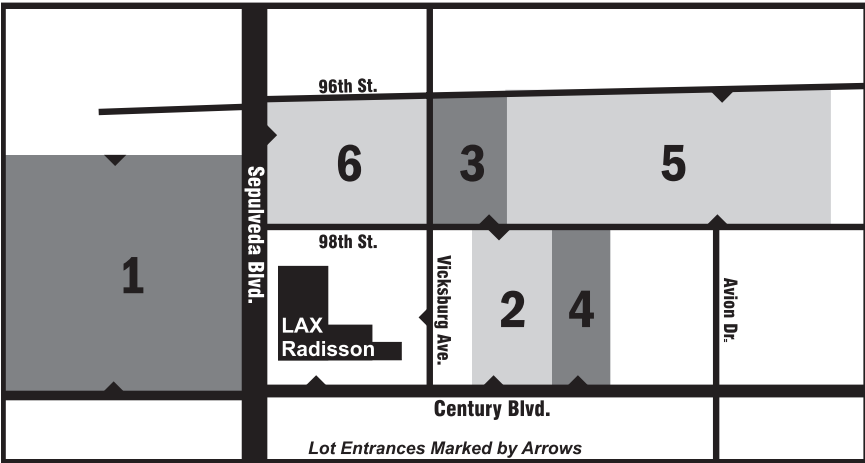 96th St.
6
3
5
Sepulveda Blvd.
1
98th St.
LAX
Radisson
Vicksburg Ave.
2
4
Avion Dr.
Century Blvd.
Lot Entrances Marked by Arrows